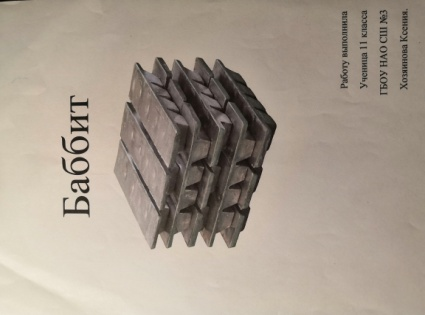 Баббит
Работу выполнила
Ученица 11 класса
ГБОУ НАО СШ №3
Хозяинова Ксения.